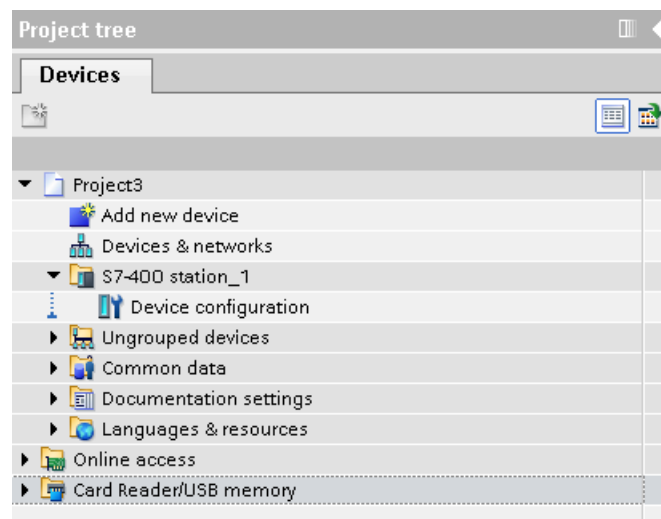 Project tree
Devices
Project3
Add new device
Devices & networks
S7-400 station_1
Device configuration
Ungrouped devices
Common data
Documentation settings
Languages & resources
Online access
Card Reader/USB memory